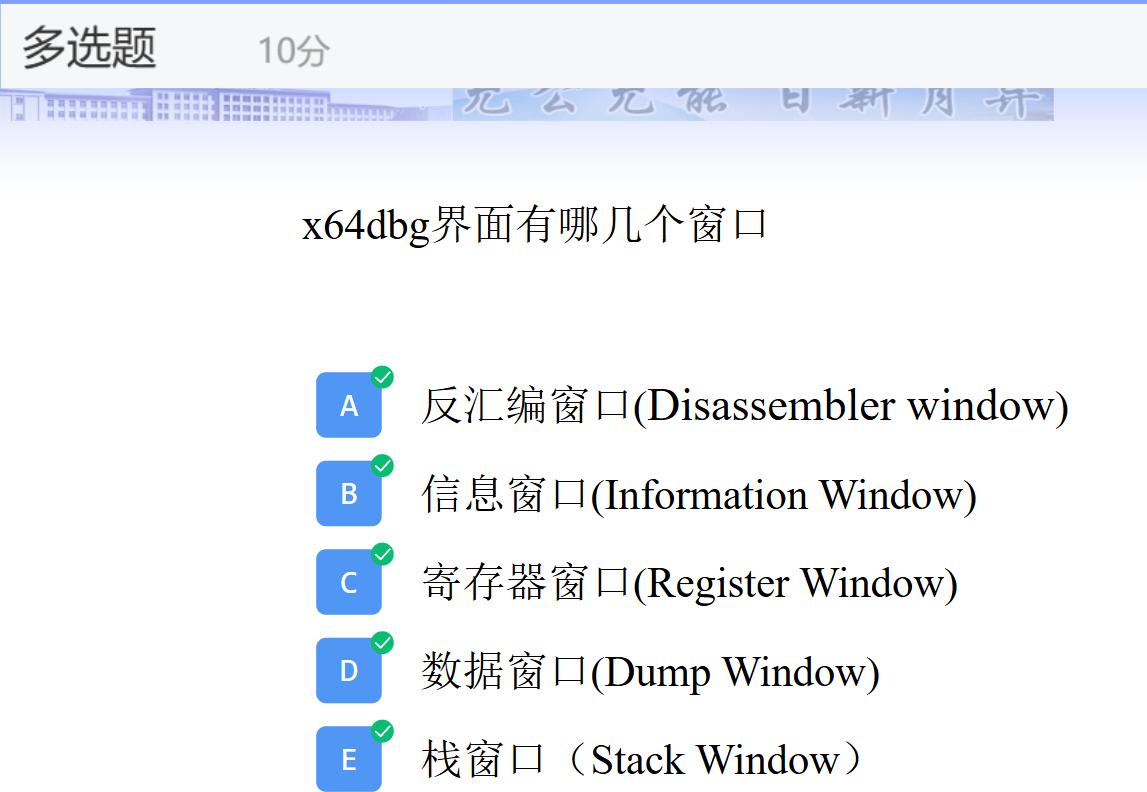 多选题 10分
x64dbg界面有哪几个窗口
A 反汇编窗口(Disassembler window)
B 信息窗口(Information Window)
C 寄存器窗口(Register Window)
D 数据窗口(Dump Window)
E 栈窗口（Stack Window）